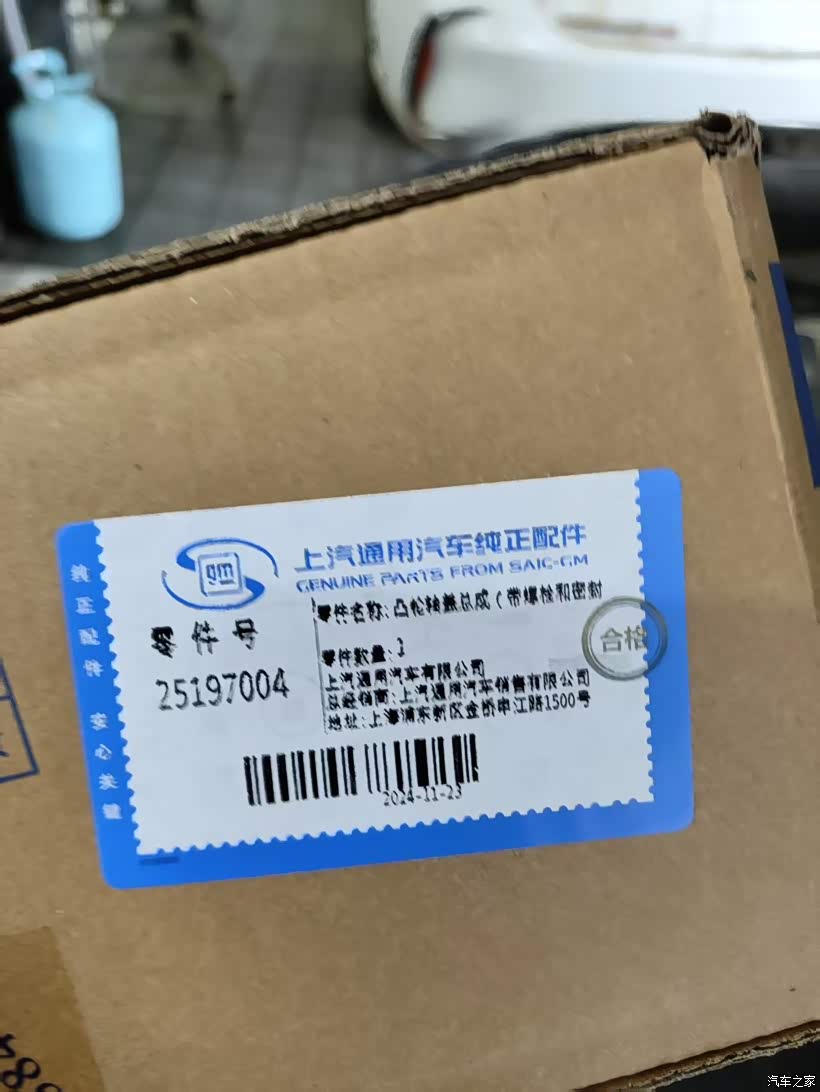 上汽通用汽车纯正配件
GENUINE PARTS FROM SAIC-GM
gm
零件名称:凸轮轴盖总成(带螺栓和密封
零件号
25197004
零件数量:1
上汽通用汽车有限公司
总经销商:上汽通用汽车销售有限公司
地址:上海浦东新区金桥申江路1500号
合格
2024-11-23
纯正配件 安心关键
84
汽车之家